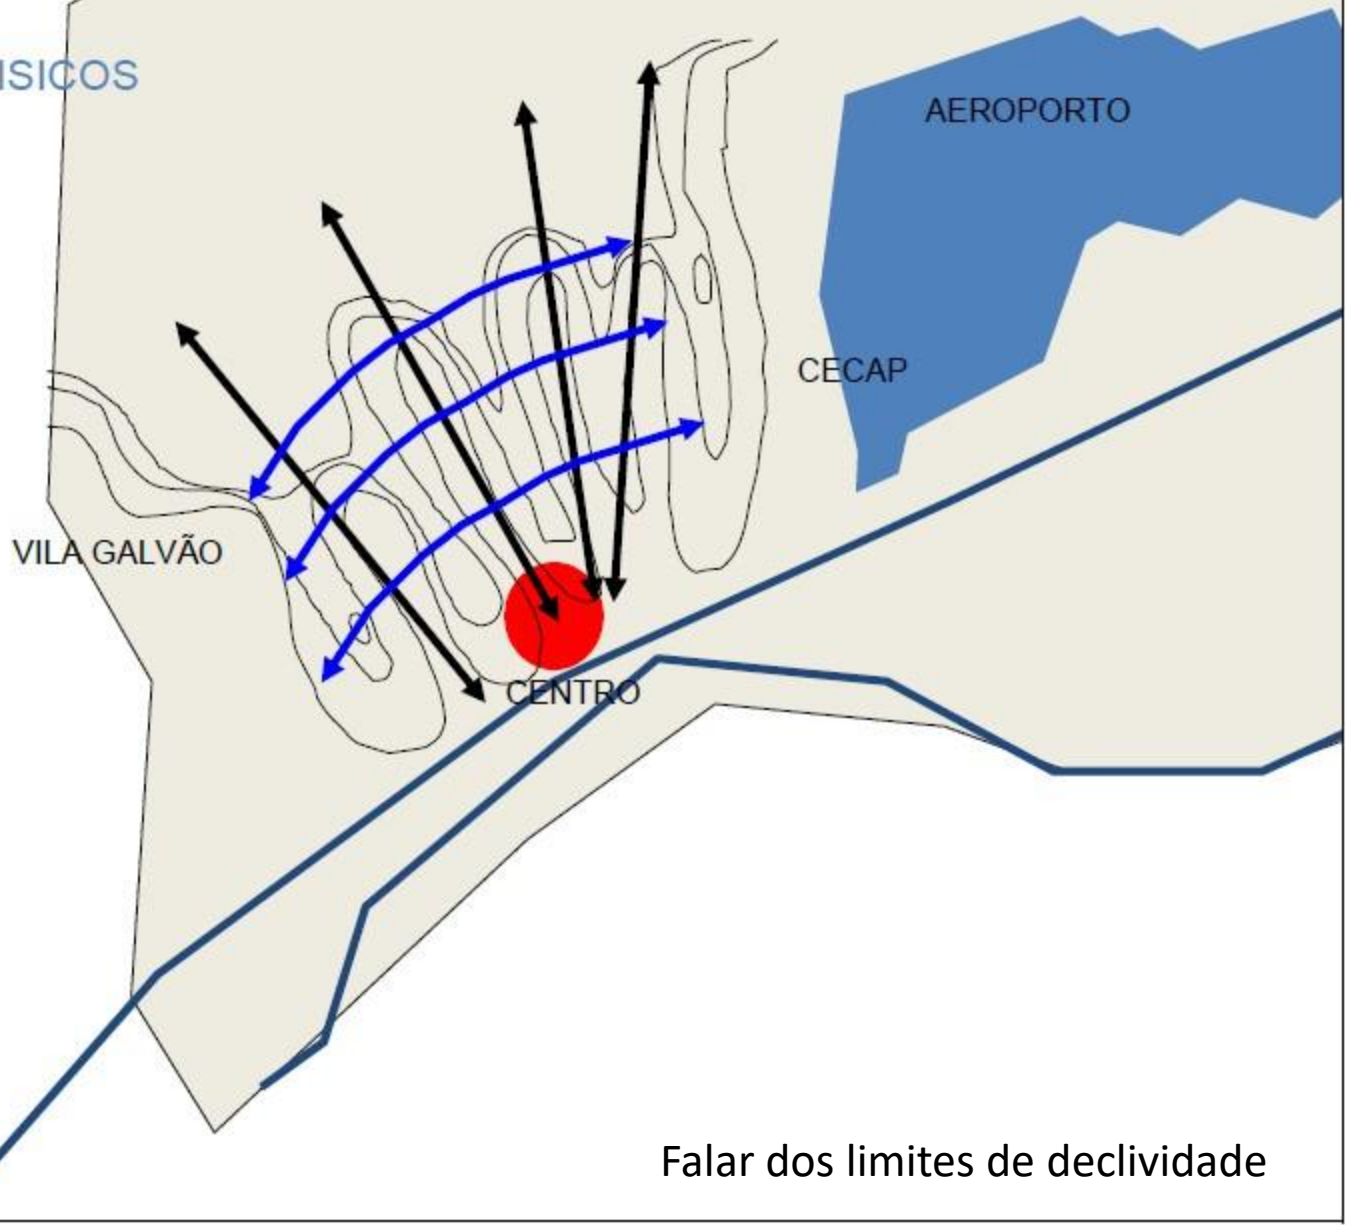 ISICOS
AEROPORTO
CECAP
VILA GALVÃO
CENTRO
Falar dos limites de declividade